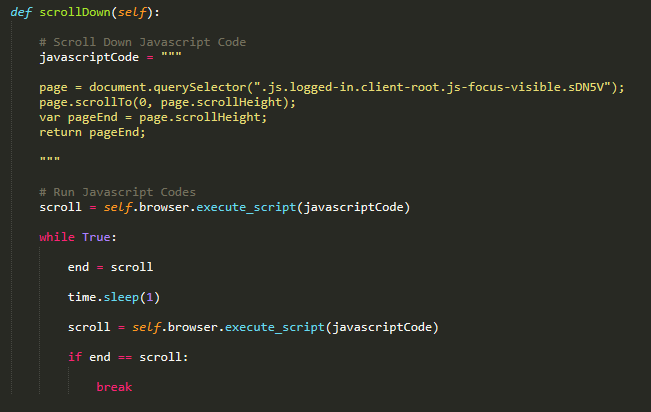 def scrollDown(self):
# Scroll Down Javascript Code
javascriptCode = """
page = document.querySelector(".js.logged-in.client-root.js-focus-visible.sDN5V");
page.scrollTo(0, page.scrollHeight);
var pageEnd = page.scrollHeight;
return pageEnd;
"""
# Run Javascript Codes
scroll = self.browser.execute_script(javascriptCode)
while True:
end = scroll
time.sleep(1)
scroll = self.browser.execute_script(javascriptCode)
if end == scroll:
break